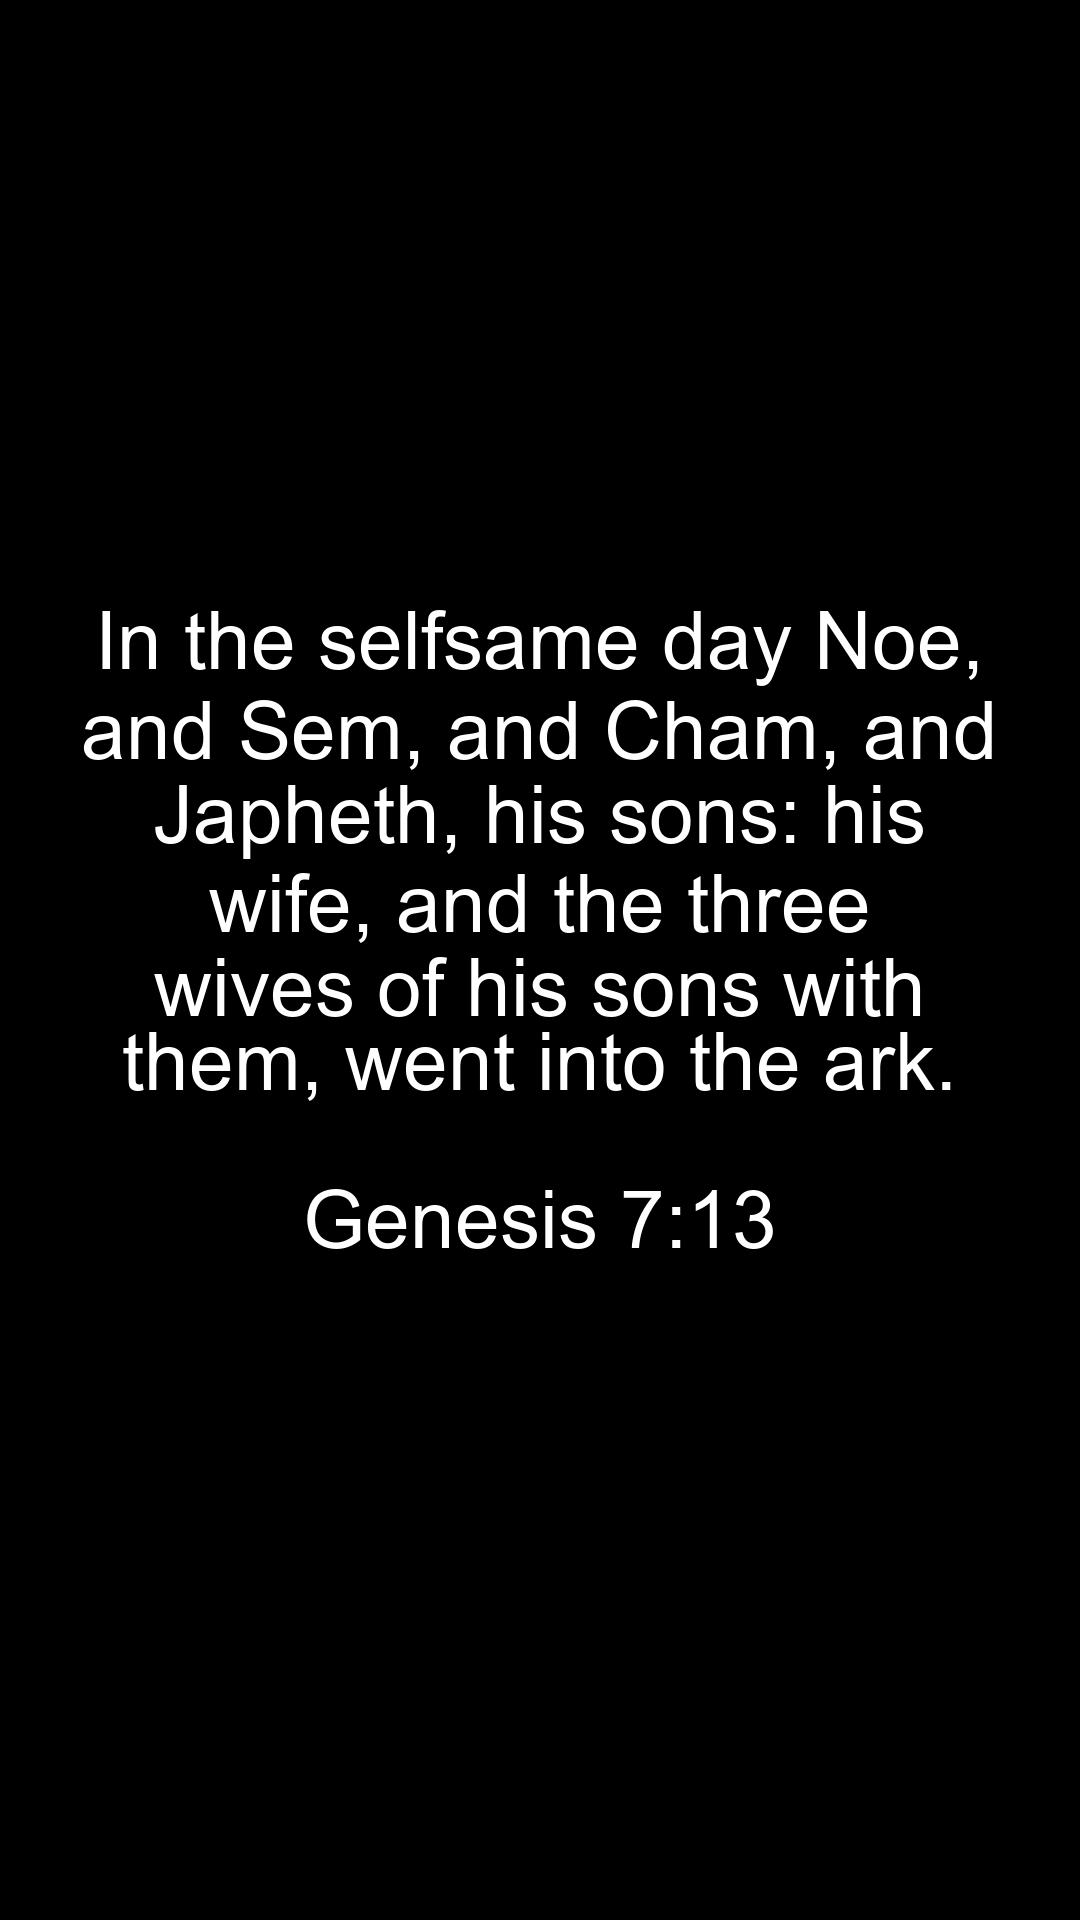 In the selfsame day Noe,
and Sem, and Cham, and
Japheth, his sons: his
wife, and the three
wives of his sons with
them, went into the ark.
Genesis 7:13